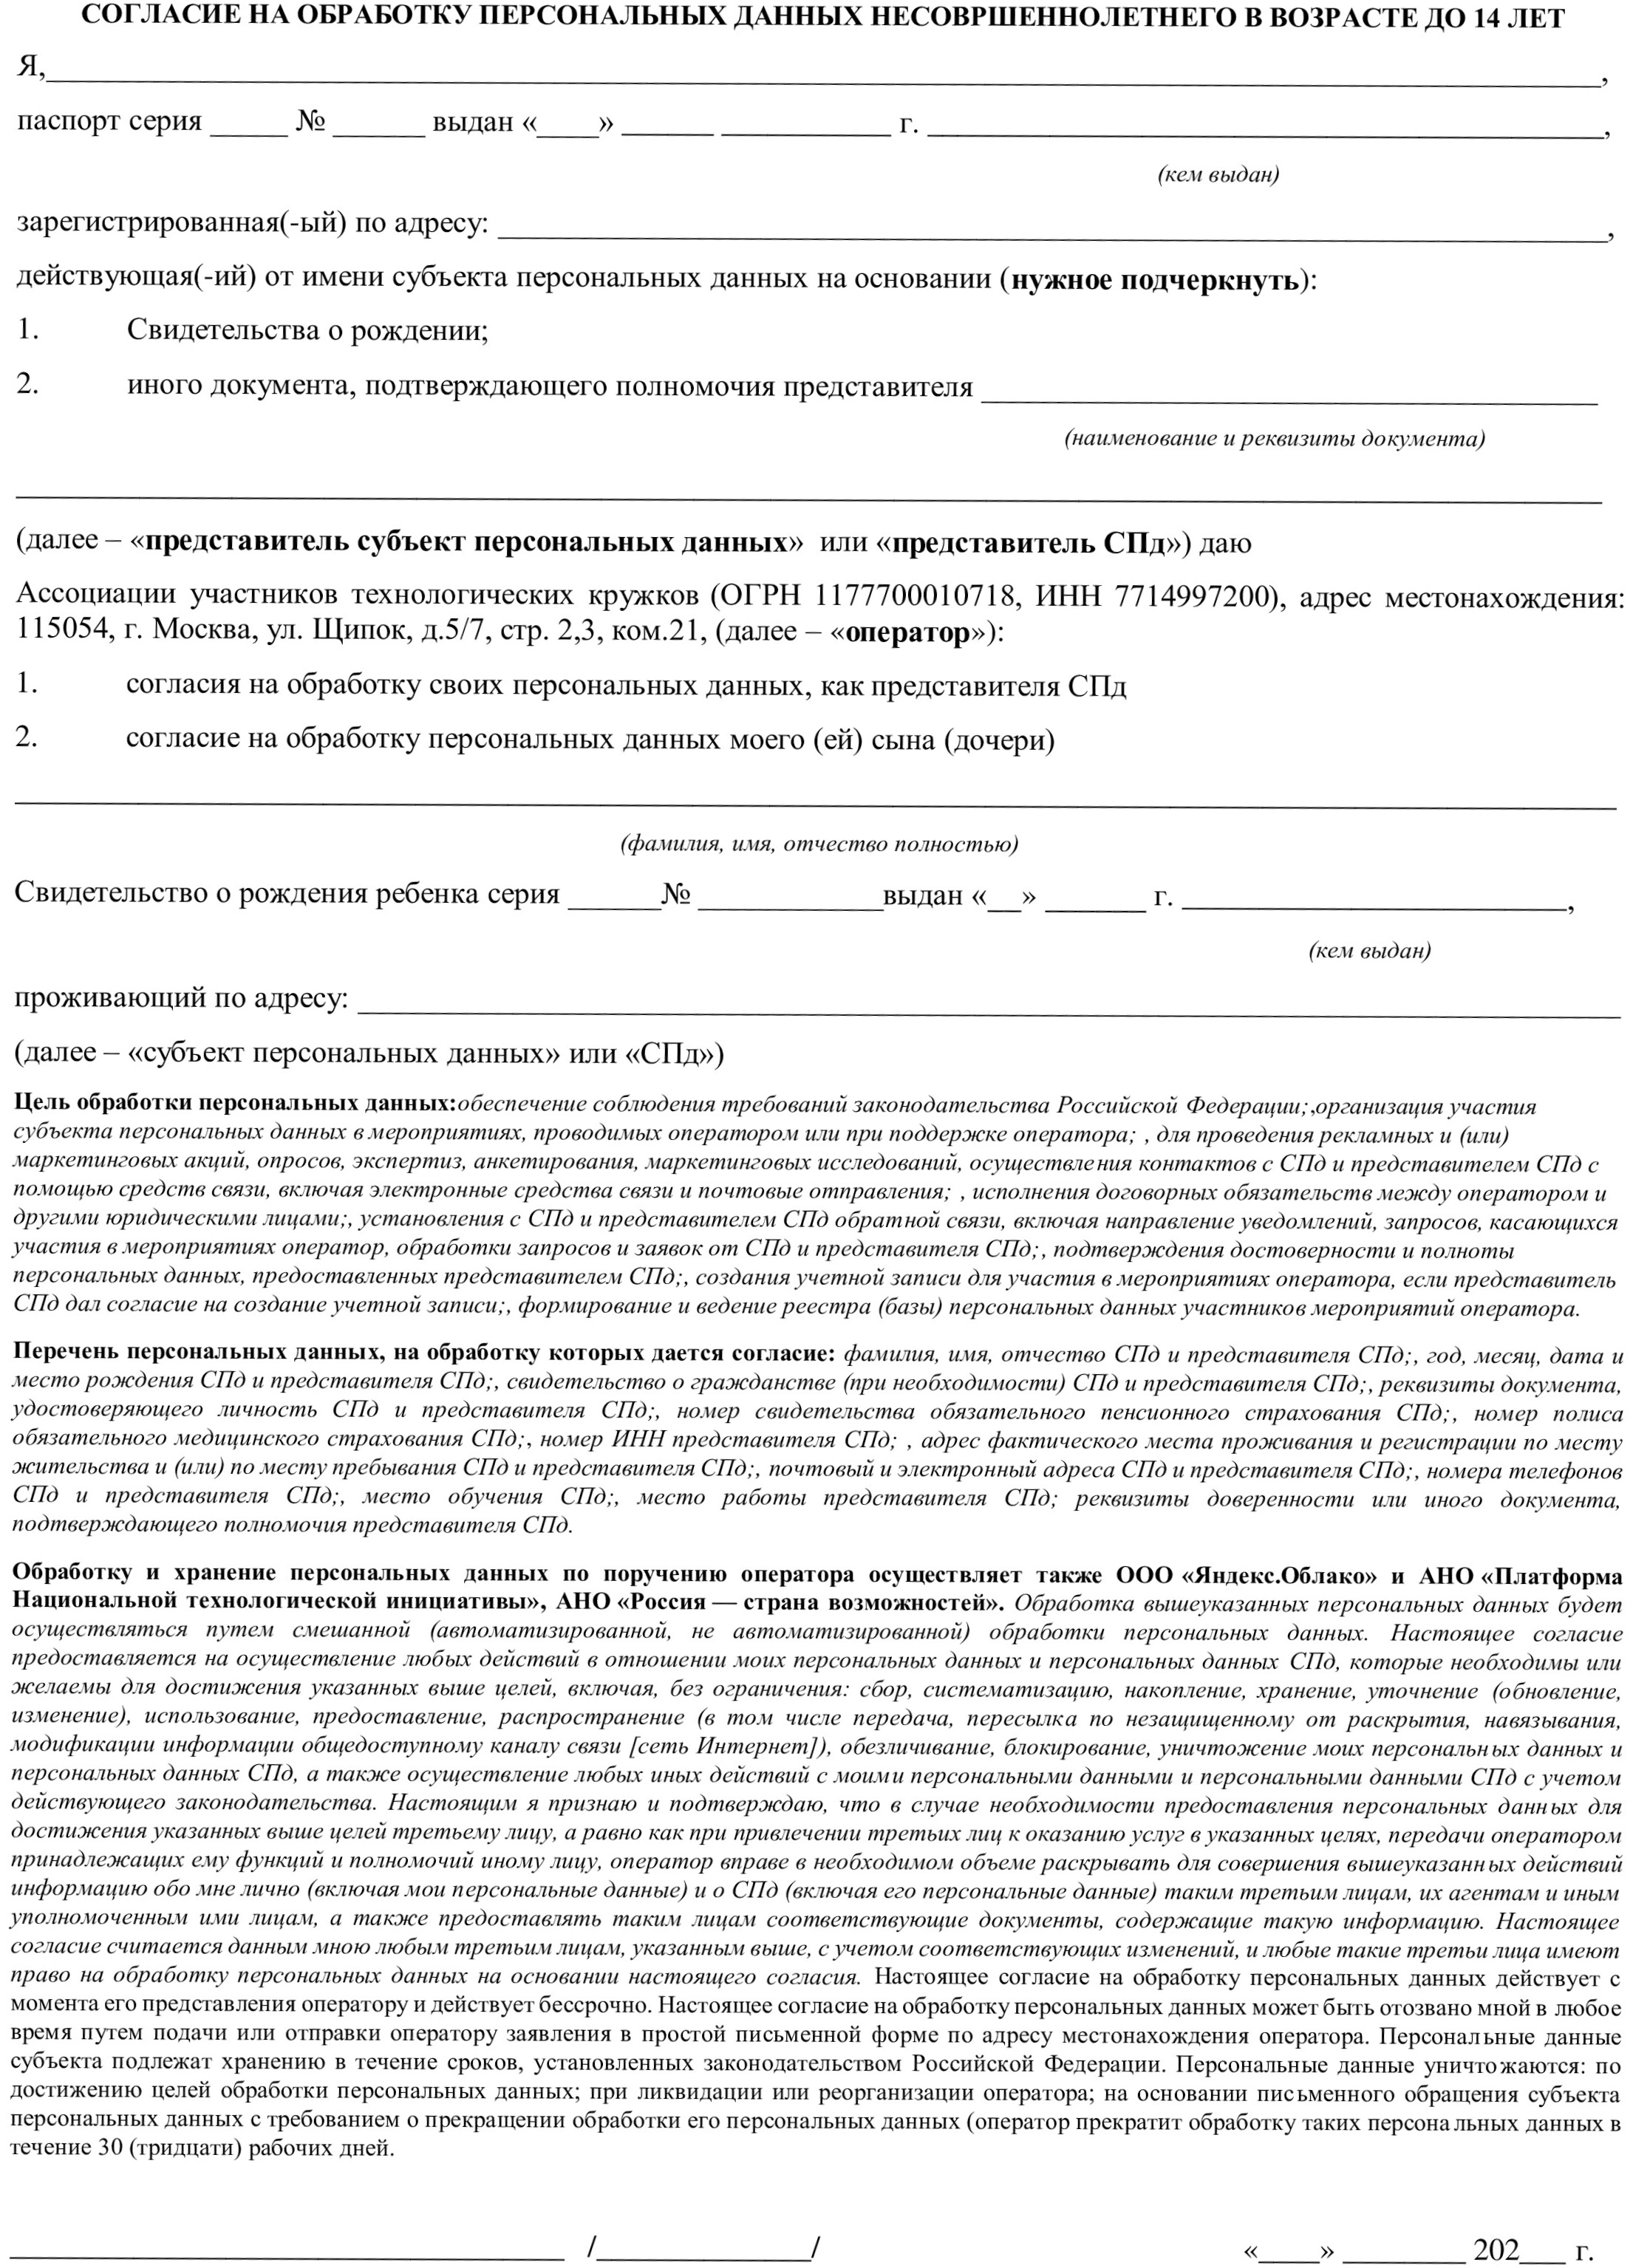 СОГЛАСИЕ НА ОБРАБОТКУ ПЕРСОНАЛЬНЫХ ДАННЫХ НЕСОВРШЕННОЛЕТНЕГО В ВОЗРАСТЕ ДО 14 ЛЕТ
Я,____________________,
паспорт серия _____ № ______ выдан «____» ______ ___________ г. ____________________,
(кем выдан)
зарегистрированная(-ый) по адресу: ____________________,
действующая(-ий) от имени субъекта персональных данных на основании (нужное подчеркнуть):
1. Свидетельства о рождении;
2. иного документа, подтверждающего полномочия представителя ____________________
(наименование и реквизиты документа)
____________________
(далее – «представитель субъект персональных данных» или «представитель СПд») даю
Ассоциации участников технологических кружков (ОГРН 1177700010718, ИНН 7714997200), адрес местонахождения:
115054, г. Москва, ул. Щипок, д.5/7, стр. 2,3, ком.21, (далее – «оператор»):
1. согласия на обработку своих персональных данных, как представителя СПд
2. согласие на обработку персональных данных моего (ей) сына (дочери)
____________________
(фамилия, имя, отчество полностью)
Свидетельство о рождения ребенка серия ______№ ____________выдан «__» ______ г. ____________________,
(кем выдан)
проживающий по адресу: ____________________
(далее – «субъект персональных данных» или «СПд»)
Цель обработки персональных данных:обеспечение соблюдения требований законодательства Российской Федерации;,организация участия
субъекта персональных данных в мероприятиях, проводимых оператором или при поддержке оператора; , для проведения рекламных и (или)
маркетинговых акций, опросов, экспертиз, анкетирования, маркетинговых исследований, осуществления контактов с СПд и представителем СПд с
помощью средств связи, включая электронные средства связи и почтовые отправления; , исполнения договорных обязательств между оператором и
другими юридическими лицами;, установления с СПд и представителем СПд обратной связи, включая направление уведомлений, запросов, касающихся
участия в мероприятиях оператор, обработки запросов и заявок от СПд и представителя СПд;, подтверждения достоверности и полноты
персональных данных, предоставленных представителем СПд;, создания учетной записи для участия в мероприятиях оператора, если представитель
СПд дал согласие на создание учетной записи;, формирование и ведение реестра (базы) персональных данных участников мероприятий оператора.
Перечень персональных данных, на обработку которых дается согласие: фамилия, имя, отчество СПд и представителя СПд;, год, месяц, дата и
место рождения СПд и представителя СПд;, свидетельство о гражданстве (при необходимости) СПд и представителя СПд;, реквизиты документа,
удостоверяющего личность СПд и представителя СПд;, номер свидетельства обязательного пенсионного страхования СПд;, номер полиса
обязательного медицинского страхования СПд;, номер ИНН представителя СПд; , адрес фактического места проживания и регистрации по месту
жительства и (или) по месту пребывания СПд и представителя СПд;, почтовый и электронный адреса СПд и представителя СПд;, номера телефонов
СПд и представителя СПд;, место обучения СПд;, место работы представителя СПд; реквизиты доверенности или иного документа,
подтверждающего полномочия представителя СПд.
Обработку и хранение персональных данных по поручению оператора осуществляет также ООО «Яндекс.Облако» и АНО «Платформа
Национальной технологической инициативы», АНО «Россия — страна возможностей». Обработка вышеуказанных персональных данных будет
осуществляться путем смешанной (автоматизированной, не автоматизированной) обработки персональных данных. Настоящее согласие
предоставляется на осуществление любых действий в отношении моих персональных данных и персональных данных СПд, которые необходимы или
желаемы для достижения указанных выше целей, включая, без ограничения: сбор, систематизацию, накопление, хранение, уточнение (обновление,
изменение), использование, предоставление, распространение (в том числе передача, пересылка по незащищенному от раскрытия, навязывания,
модификации информации общедоступному каналу связи [сеть Интернет]), обезличивание, блокирование, уничтожение моих персональных данных и
персональных данных СПд, а также осуществление любых иных действий с моими персональными данными и персональными данными СПд с учетом
действующего законодательства. Настоящим я признаю и подтверждаю, что в случае необходимости предоставления персональных данных для
достижения указанных выше целей третьему лицу, а равно как при привлечении третьих лиц к оказанию услуг в указанных целях, передачи оператором
принадлежащих ему функций и полномочий иному лицу, оператор вправе в необходимом объеме раскрывать для совершения вышеуказанных действий
информацию обо мне лично (включая мои персональные данные) и о СПд (включая его персональные данные) таким третьим лицам, их агентам и иным
уполномоченным ими лицам, а также предоставлять таким лицам соответствующие документы, содержащие такую информацию. Настоящее
согласие считается данным мною любым третьим лицам, указанным выше, с учетом соответствующих изменений, и любые такие третьи лица имеют
право на обработку персональных данных на основании настоящего согласия. Настоящее согласие на обработку персональных данных действует с
момента его представления оператору и действует бессрочно. Настоящее согласие на обработку персональных данных может быть отозвано мной в любое
время путем подачи или отправки оператору заявления в простой письменной форме по адресу местонахождения оператора. Персональные данные
субъекта подлежат хранению в течение сроков, установленных законодательством Российской Федерации. Персональные данные уничтожаются: по
достижению целей обработки персональных данных; при ликвидации или реорганизации оператора; на основании письменного обращения субъекта
персональных данных с требованием о прекращении обработки его персональных данных (оператор прекратит обработку таких персональных данных в
течение 30 (тридцати) рабочих дней.
____________________ /______________/ «____» ________ 202___ г.